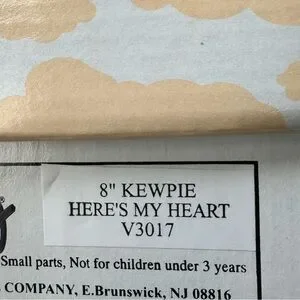 8" KEWPIE
HERE'S MY HEART
V3017
Small parts, Not for children under 3 years
COMPANY, E.Brunswick, NJ 08816